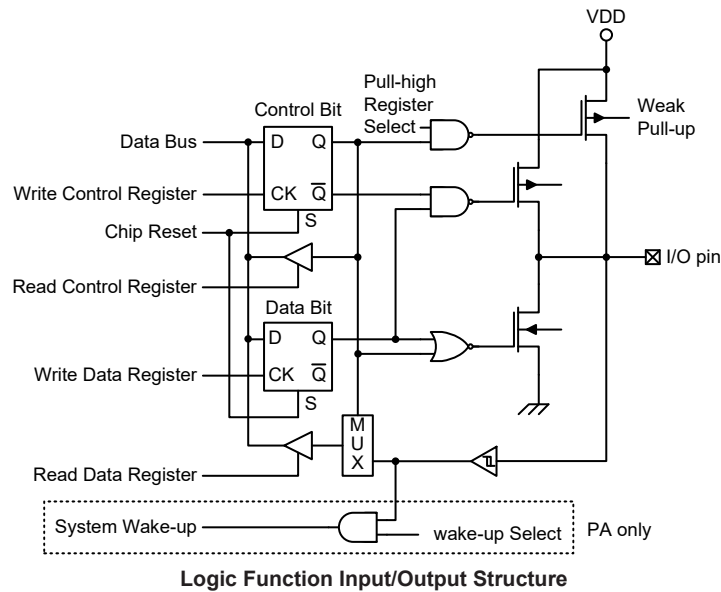 VDD
Pull-high
Register
Select
Weak
Pull-up
Control Bit
Data Bus
D Q
Write Control Register
CK Q̅
S
Chip Reset
I/O pin
Read Control Register
Data Bit
D Q
Write Data Register
CK Q̅
S
M
U
X
Read Data Register
System Wake-up
wake-up Select
PA only
Logic Function Input/Output Structure